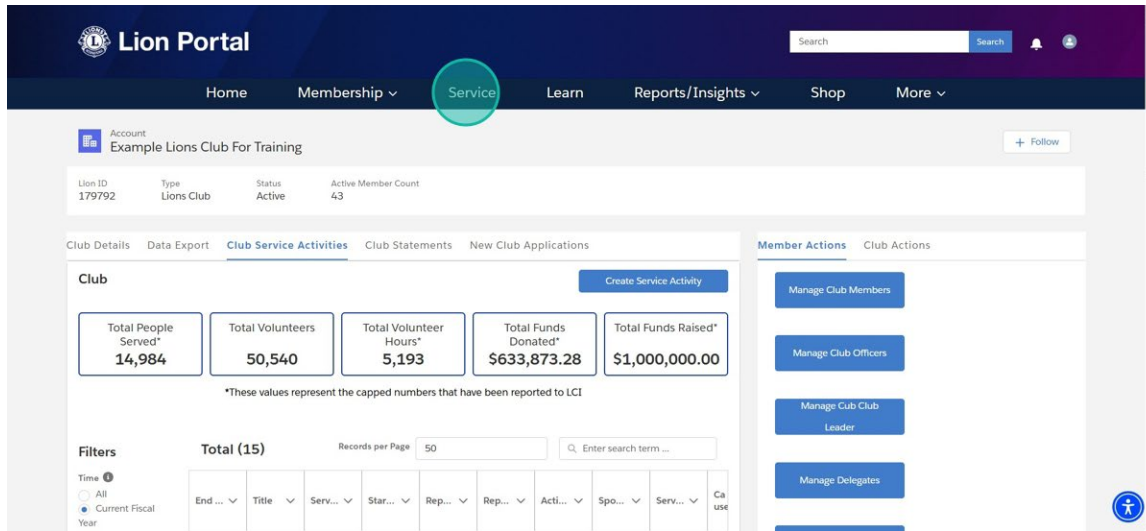 Lion Portal
Search
Search
Home Membership Service Learn Reports/Insights Shop More
Account
Example Lions Club For Training
+ Follow
Lion ID Type Status Active Member Count
179792 Lions Club Active 43
Club Details Data Export Club Service Activities Club Statements New Club Applications
Member Actions Club Actions
Club
Create Service Activity
Manage Club Members
Total People Served*
14,984
Total Volunteers
50,540
Total Volunteer Hours*
5,193
Total Funds Donated*
$633,873.28
Total Funds Raised*
$1,000,000.00
Manage Club Officers
*These values represent the capped numbers that have been reported to LCI
Manage Cub Club
Leader
Filters
Total (15) Records per Page 50 Enter search term ...
Time
All
Current Fiscal
Year
End ... Title Serv... Star... Rep... Rep... Acti... Spo... Serv... Ca
use
Manage Delegates